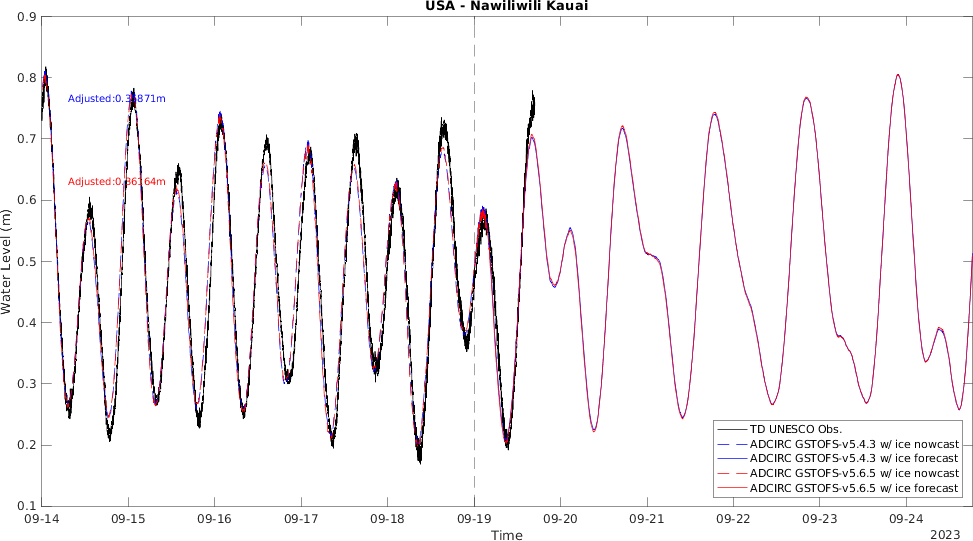 USA - Nawiliwili Kauai
0.9
0.8
Adjusted:0.36871m
0.7
Adjusted:0.36164m
0.6
0.5
Water Level (m)
0.4
0.3
0.2
0.1
TD UNESCO Obs.
ADCIRC GSTOFS-v5.4.3 w/ ice nowcast
ADCIRC GSTOFS-v5.4.3 w/ ice forecast
ADCIRC GSTOFS-v5.6.5 w/ ice nowcast
ADCIRC GSTOFS-v5.6.5 w/ ice forecast
09-14 09-15 09-16 09-17 09-18 09-19 09-20 09-21 09-22 09-23 09-24
Time
2023